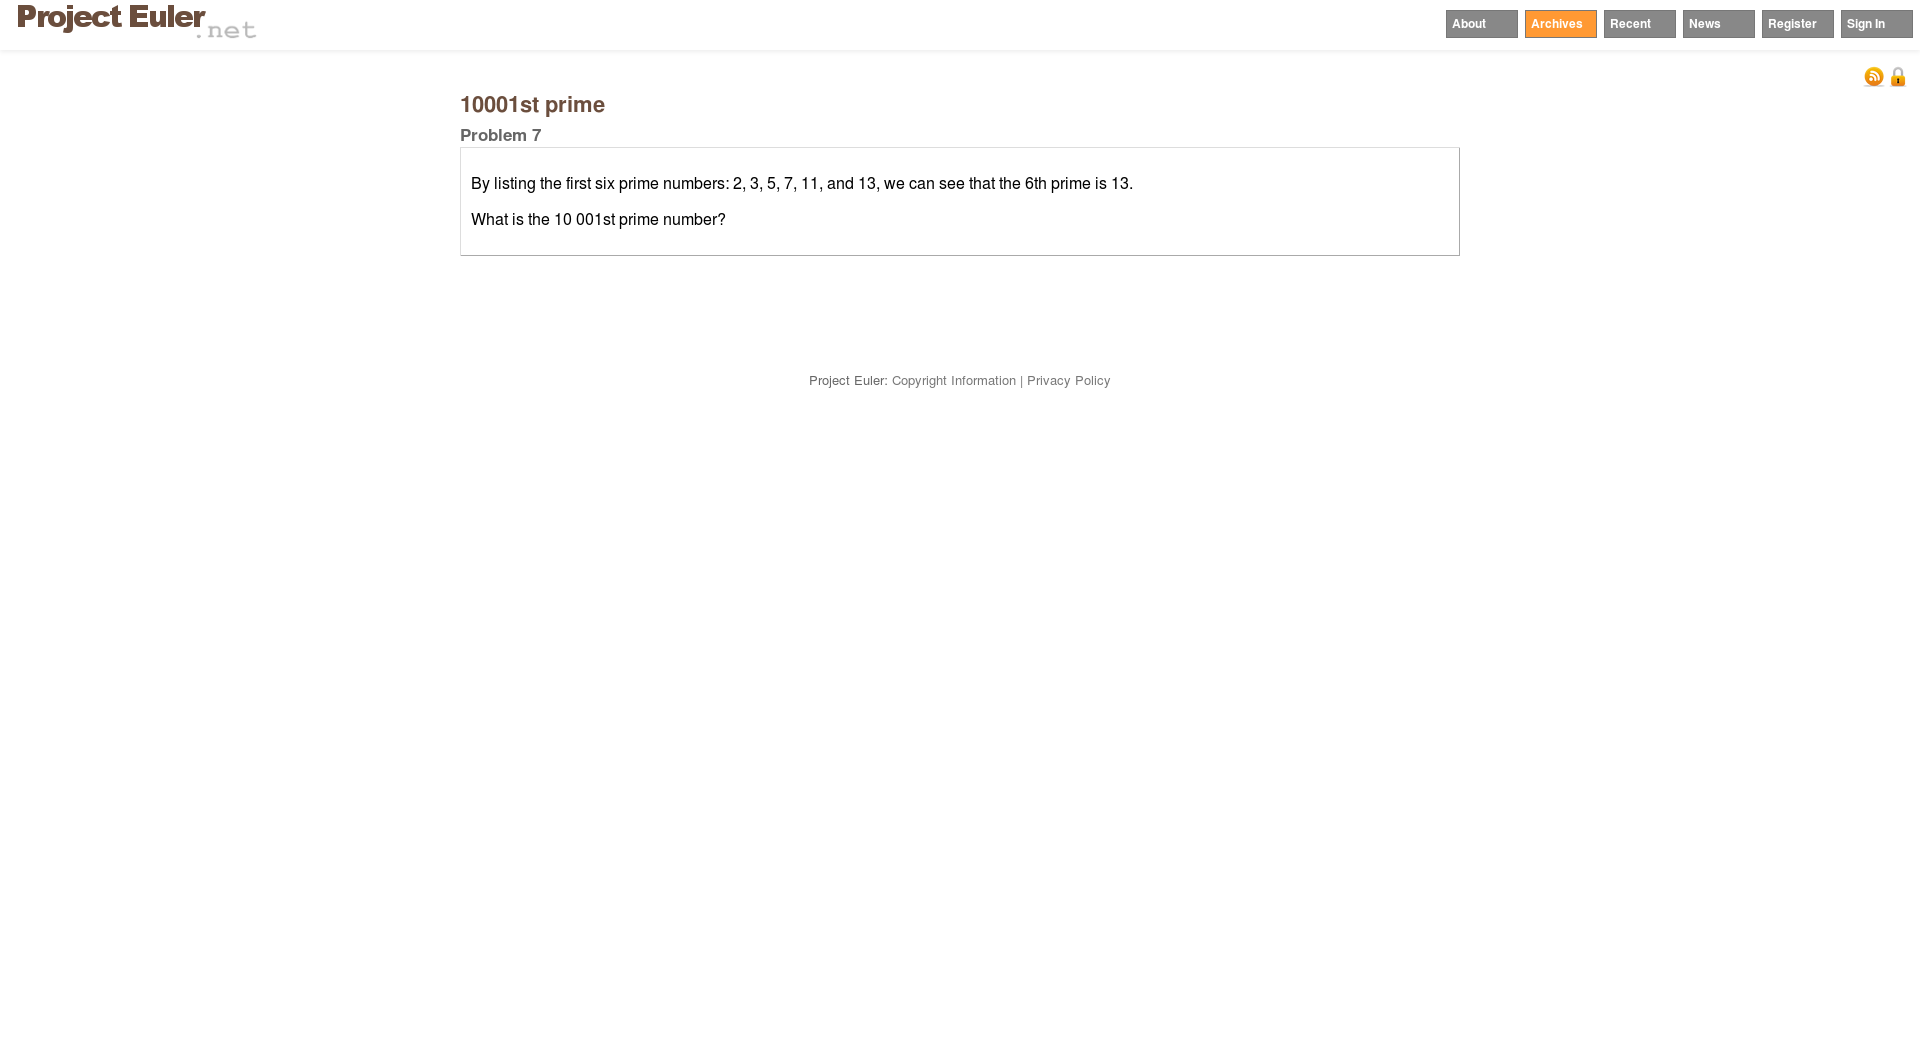 Project Euler.net
About Archives Recent News Register Sign In
10001st prime
Problem 7
By listing the first six prime numbers: 2, 3, 5, 7, 11, and 13, we can see that the 6th prime is 13.
What is the 10 001st prime number?
Project Euler: Copyright Information | Privacy Policy